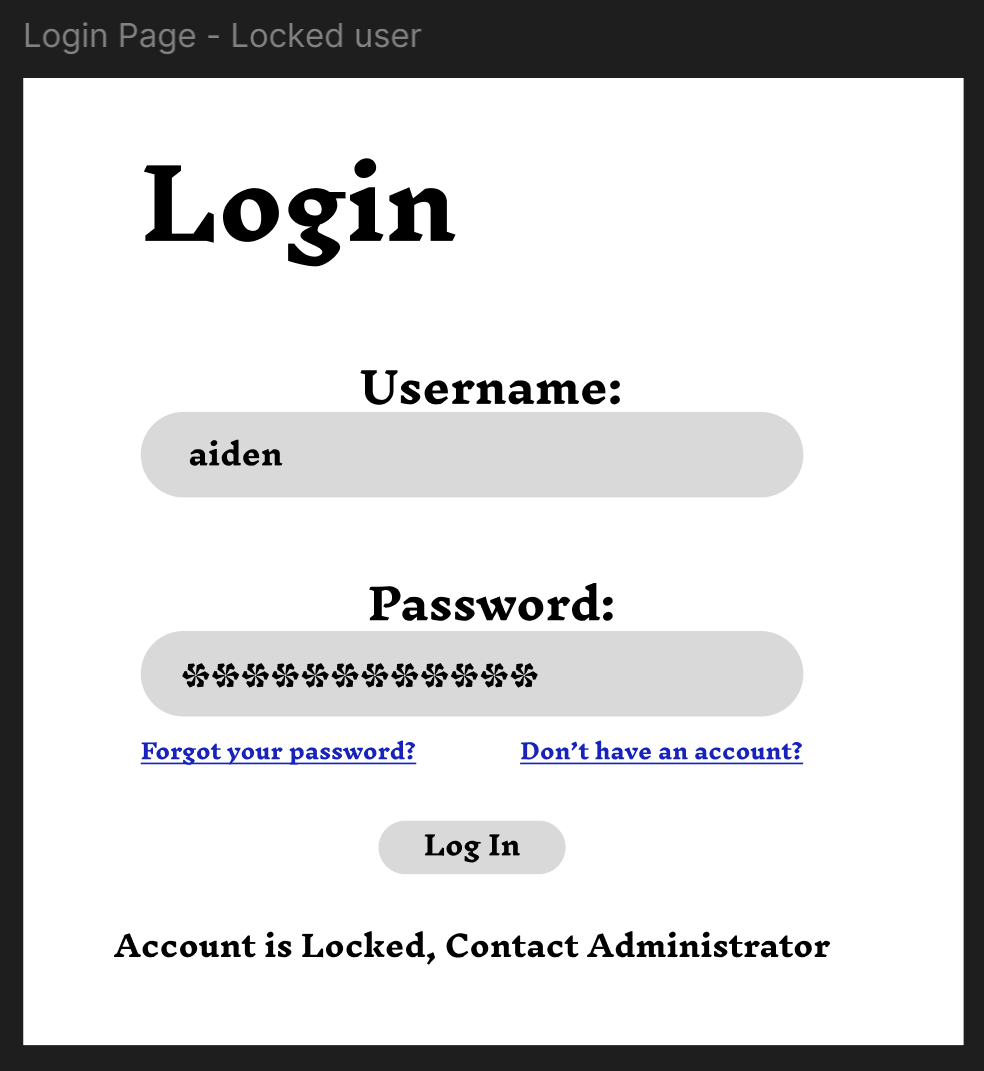 Login Page - Locked user
Login
Username:
aiden
Password:
************
Forgot your password? Don’t have an account?
Log In
Account is Locked, Contact Administrator